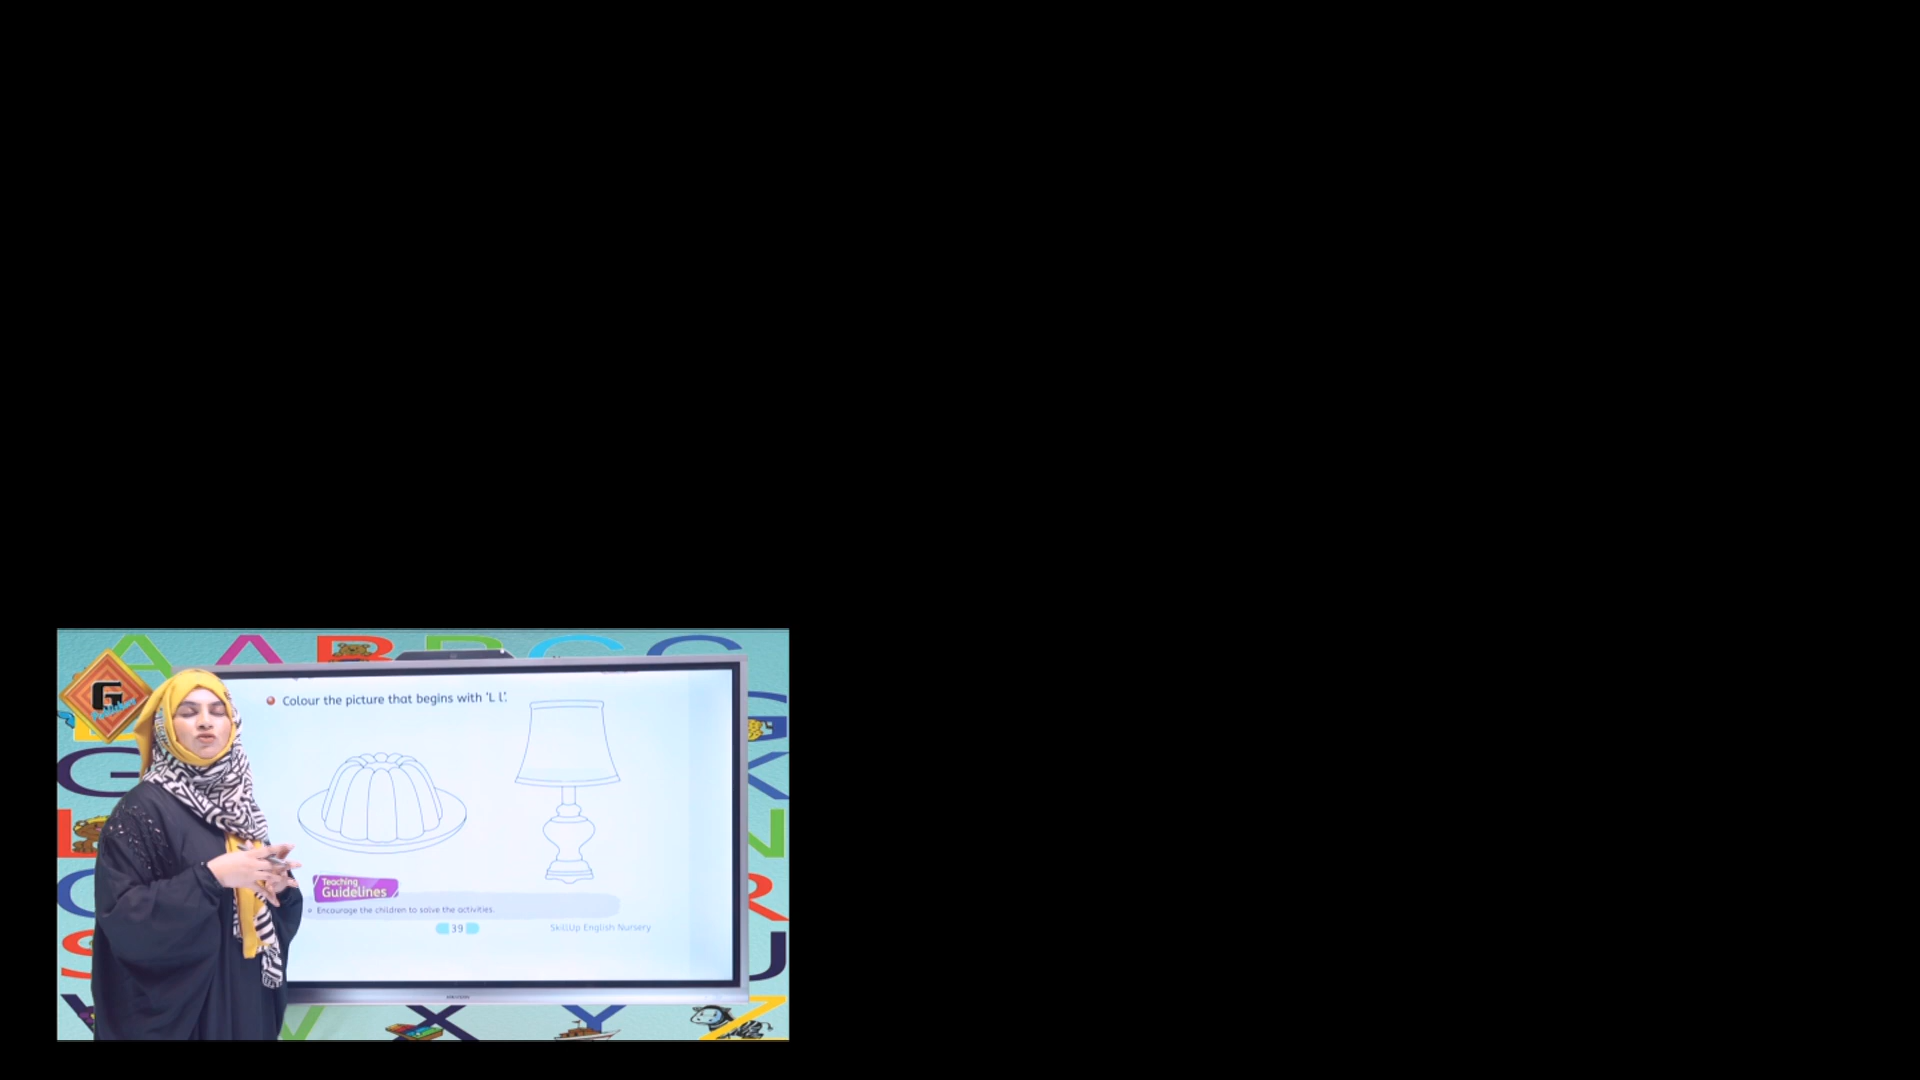 Colour the picture that begins with 'L l'.
Teaching
Guidelines
Encourage the children to solve the activities.
39
SkillUp English Nursery